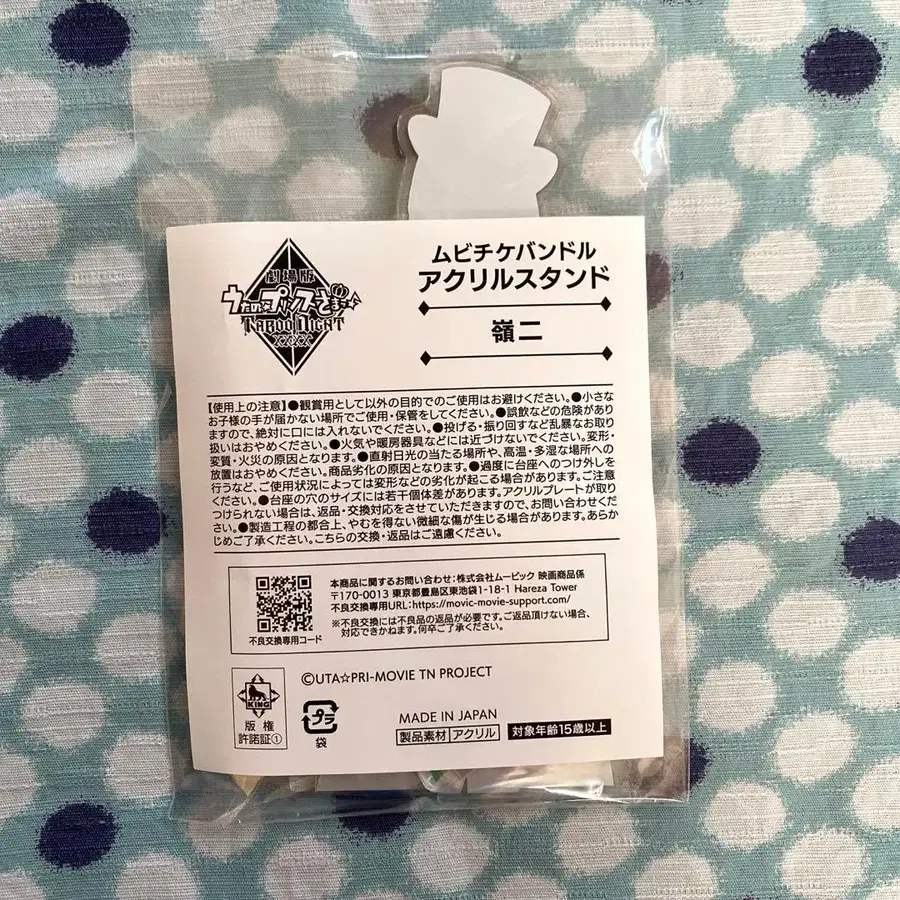 劇場版
うたの☆プリンスさまっ♪
TABOO NIGHT
XXXX
ムビチケバンドル
アクリルスタンド
嶺二
【使用上の注意】●観賞用として以外の目的でのご使用はお避けください。●小さな
お子様の手が届かない場所でご使用・保管をしてください。●誤飲などの危険があり
ますので、絶対に口には入れないでください。●投げる・振り回すなど乱暴なお取り
扱いはおやめください。●火気や暖房器具などには近づけないでください。変形・
変質・火災の原因となります。●直射日光の当たる場所や、高温・多湿な場所への
放置はおやめください。商品劣化の原因となります。●過度に台座へのつけ外しを
行うなど、ご使用状況によっては変形などの劣化が起こる場合があります。ご注意
ください。●台座の穴のサイズには若干個体差があります。アクリルプレートが取り
つけられない場合は、返品・交換対応をさせていただきますので、お問い合わせくだ
さい。●製造工程の都合上、やむを得ない微細な傷が生じる場合があります。あらか
じめご了承ください。こちらの交換・返品はご遠慮ください。
本商品に関するお問い合わせ:株式会社ムービック 映画商品係
〒170-0013 東京都豊島区東池袋1-18-1 Hareza Tower
不良交換専用URL:https://movic-movie-support.com/
※不良交換には不良品の返品が必要です。ご返品頂けない場合、
対応できかねます。何卒ご了承ください。
不良交換専用コード
©UTA☆PRI-MOVIE TN PROJECT
KING
版権
許諾証①
プラ
袋
MADE IN JAPAN
製品素材 アクリル
対象年齢15歳以上